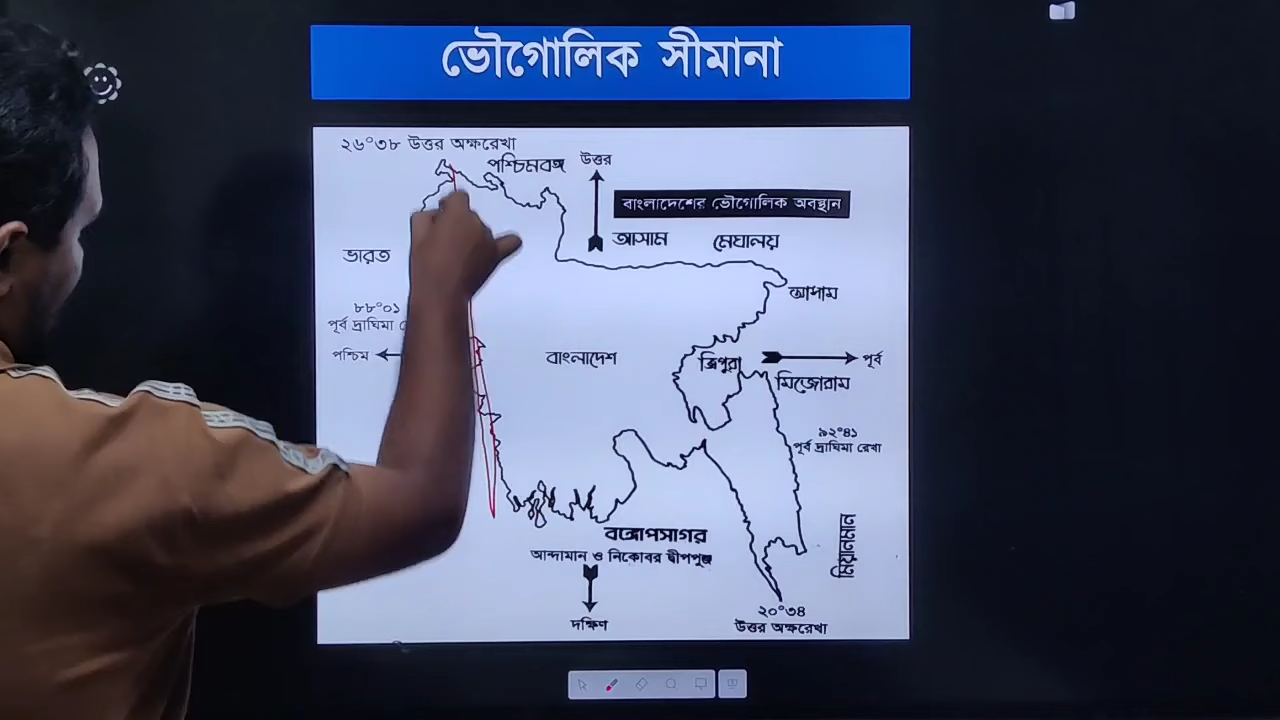 ভৌগোলিক সীমানা
২৬°৩৮ উত্তর অক্ষরেখা
পশ্চিমবঙ্গ
উত্তর
বাংলাদেশের ভৌগোলিক অবস্থান
আসাম
মেঘালয়
ভারত
আসাম
৮৮°০১
পূর্ব দ্রাঘিমা
পশ্চিম
বাংলাদেশ
ত্রিপুরা
পূর্ব
মিজোরাম
৯২°৪১
পূর্ব দ্রাঘিমা রেখা
বঙ্গোপসাগর
মিয়ানমান
আন্দামান ও নিকোবর দ্বীপপুঞ্জ
২০°৩৪
দক্ষিণ
উত্তর অক্ষরেখা